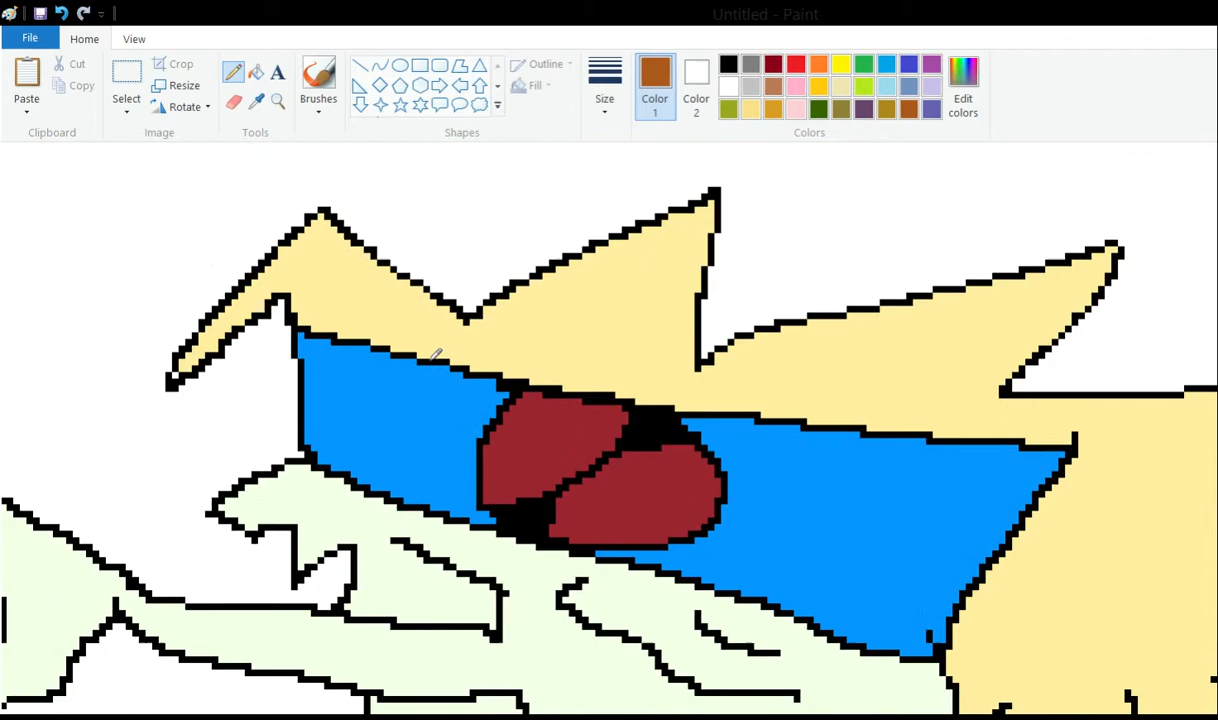 Untitled - Paint
File Home View
Paste
Cut
Copy
Clipboard
Select
Crop
Resize
Rotate
Image
A
Tools
Brushes
Outline
Fill
Shapes
Size
Color 1
Color 2
Edit colors
Colors